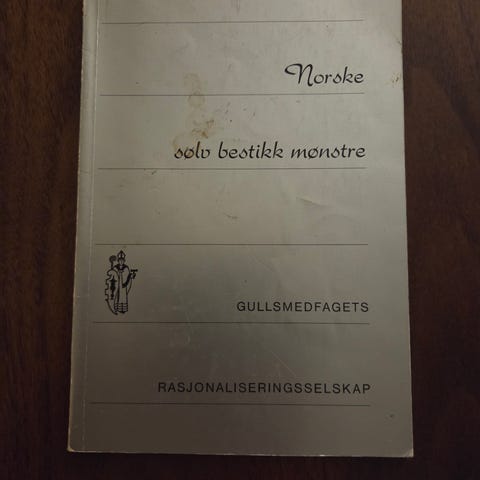 Norske
sølv bestikk mønstre
GULLSMEDFAGETS
RASJONALISERINGSSELSKAP